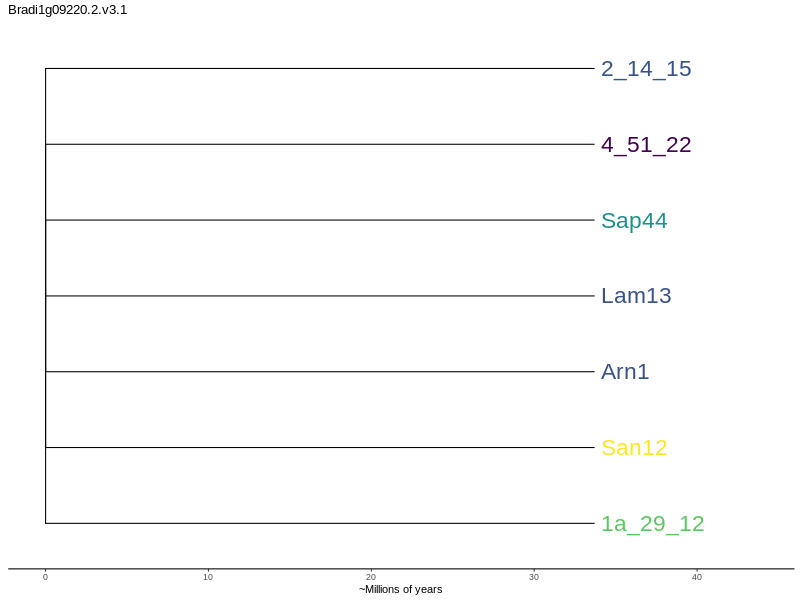 Bradi1g09220.2.v3.1
2_14_15
4_51_22
Sap44
Lam13
Arn1
San12
1a_29_12
0 10 20 30 40
~Millions of years